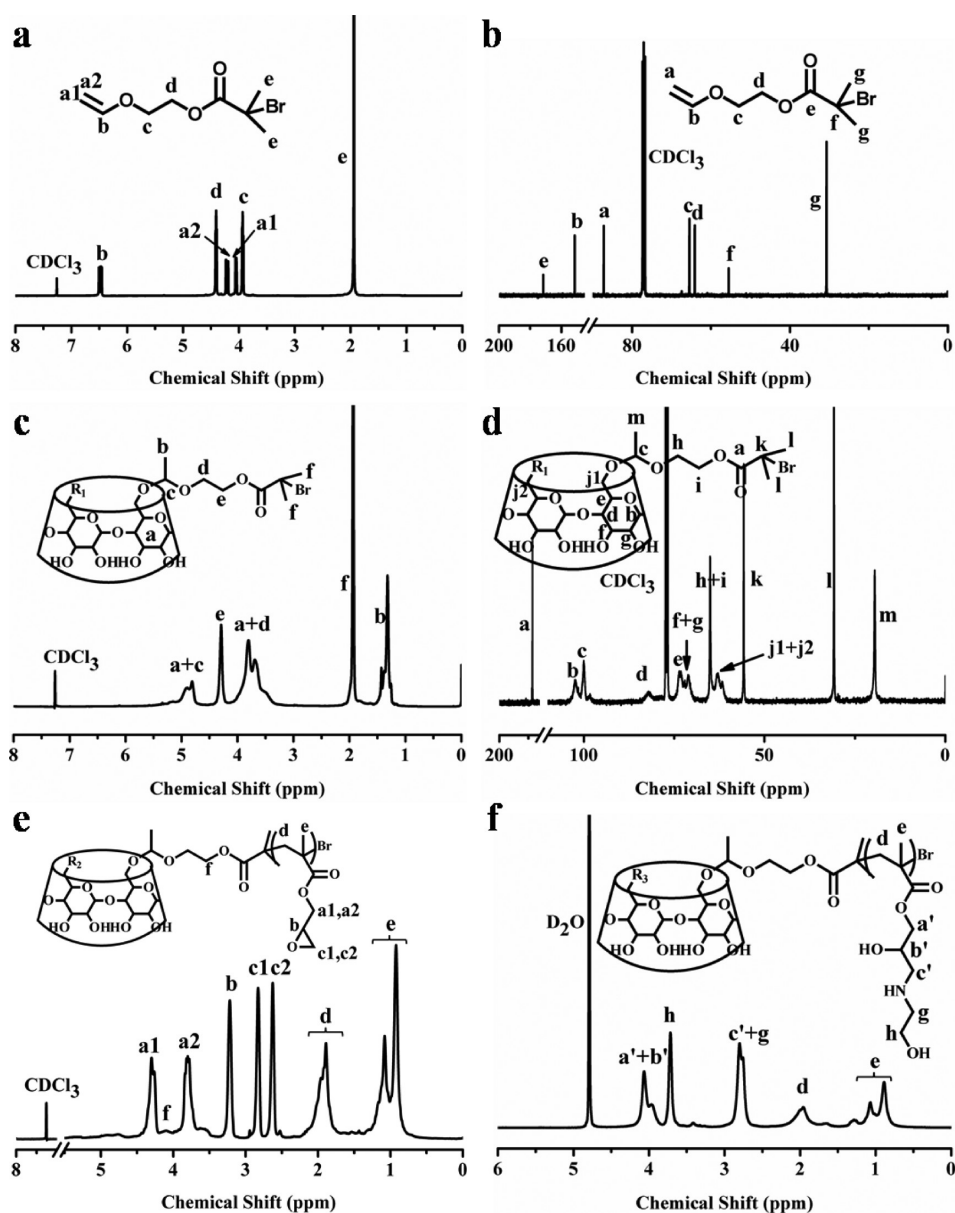 a
a1
a2
b
O
c
d
O
O
e
Br
e
CDCl3
b
d
a2
a1
c
e
8 7 6 5 4 3 2 1 0
Chemical Shift (ppm)
b
a
b
O
c
d
O
O
e
f
g
Br
g
CDCl3
e
b
a
c
d
f
g
200 160 80 40 0
Chemical Shift (ppm)
c
b
R1
O
c
O
d
e
O
O
f
Br
f
O
O
O
O
a
HO
OHHO
OH
CDCl3
a+c
e
a+d
f
b
8 7 6 5 4 3 2 1 0
Chemical Shift (ppm)
d
m
R1
O
c
O
h
i
O
a
O
k
l
Br
l
j2
j1
e
O
O
O
O
d
b
f
g
HO
OHHO
OH
CDCl3
a
b
c
d
e
f+g
h+i
j1+j2
k
l
m
200 100 50 0
Chemical Shift (ppm)
e
R2
O
O
f
O
O
d
e
Br
O
O
O
O
O
HO
OHHO
OH
a1,a2
b
O
c1,c2
CDCl3
a1
f
a2
b
c1
c2
d
e
8 5 4 3 2 1 0
Chemical Shift (ppm)
f
R3
O
O
O
O
d
e
Br
O
O
O
O
HO
OHHO
OH
a'
HO
b'
c'
HN
g
h
OH
D2O
a'+b'
h
c'+g
d
e
6 5 4 3 2 1 0
Chemical Shift (ppm)